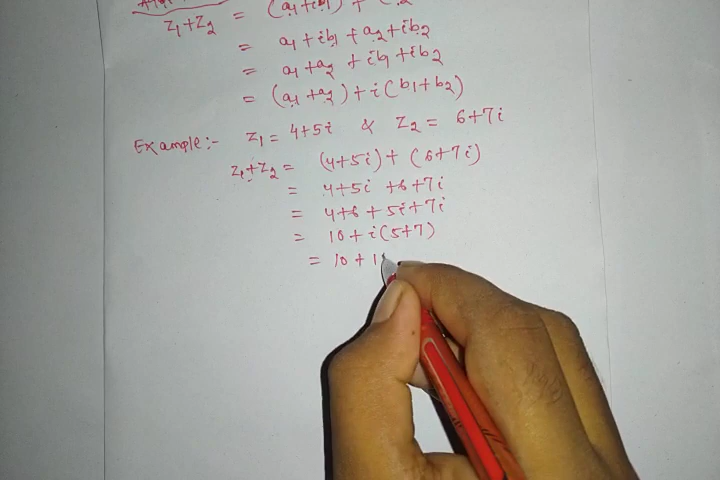 z₁+z₂ = (a₁+ib₁) +
= a₁ + ib₁ + a₂ + ib₂
= a₁+a₂ + ib₁ + ib₂
= (a₁+a₂) + i(b₁+b₂)
Example:- z₁ = 4+5i & z₂ = 6+7i
z₁+z₂ = (4+5i) + (6+7i)
= 4+5i +6+7i
= 4+6 + 5i+7i
= 10 + i(5+7)
= 10 + 1